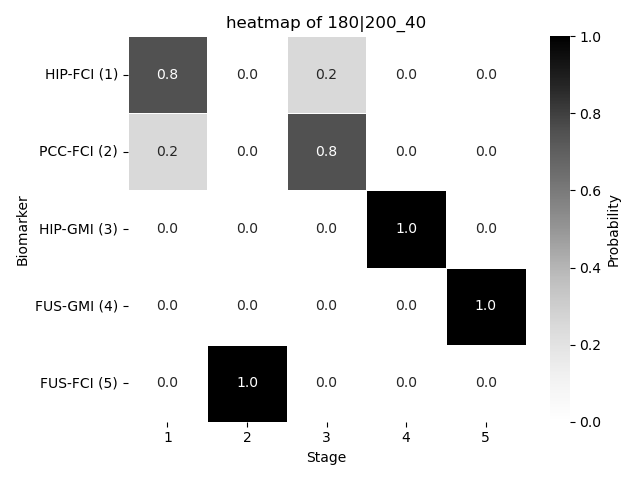 heatmap of 180|200_40
HIP-FCI (1) 0.8 0.0 0.2 0.0 0.0
PCC-FCI (2) 0.2 0.0 0.8 0.0 0.0
HIP-GMI (3) 0.0 0.0 0.0 1.0 0.0
FUS-GMI (4) 0.0 0.0 0.0 0.0 1.0
FUS-FCI (5) 0.0 1.0 0.0 0.0 0.0
1 2 3 4 5
Stage
Biomarker
1.0
0.8
0.6
0.4
0.2
0.0
Probability